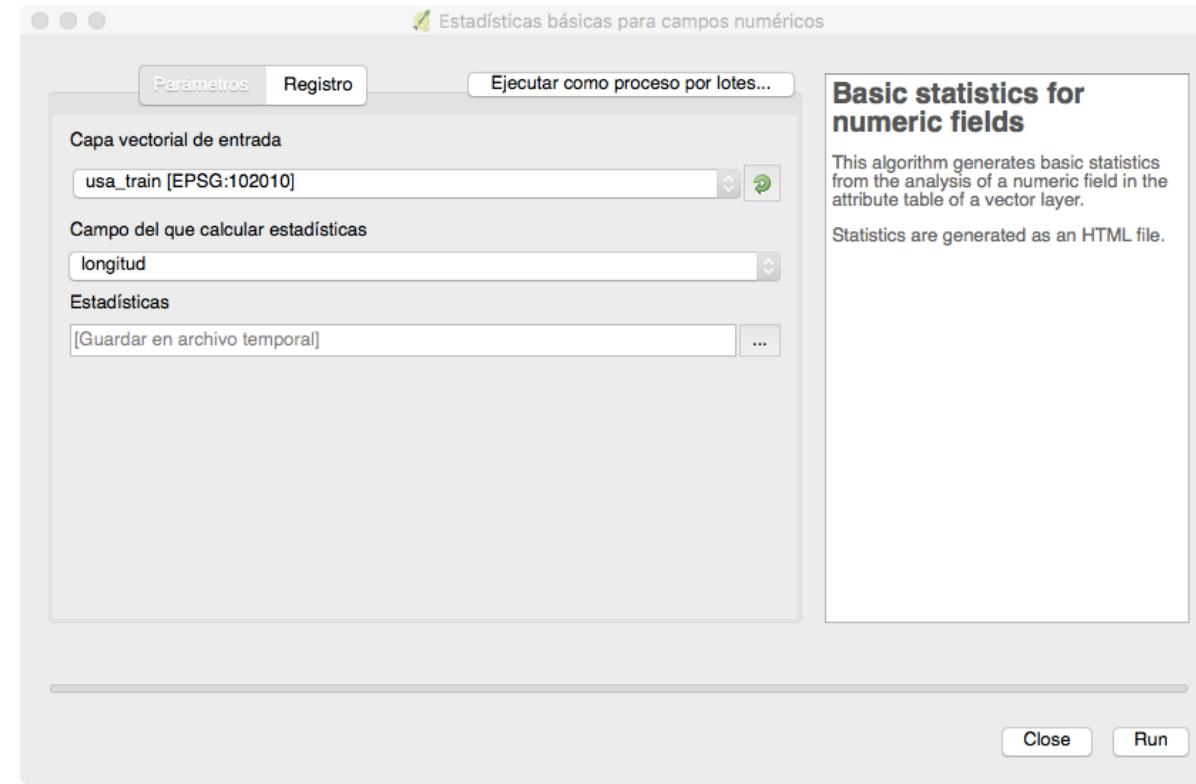 Estadísticas básicas para campos numéricos
Parámetros
Registro
Ejecutar como proceso por lotes...
Capa vectorial de entrada
usa_train [EPSG:102010]
Campo del que calcular estadísticas
longitud
Estadísticas
[Guardar en archivo temporal]
...
Basic statistics for
numeric fields
This algorithm generates basic statistics
from the analysis of a numeric field in the
attribute table of a vector layer.
Statistics are generated as an HTML file.
Close
Run